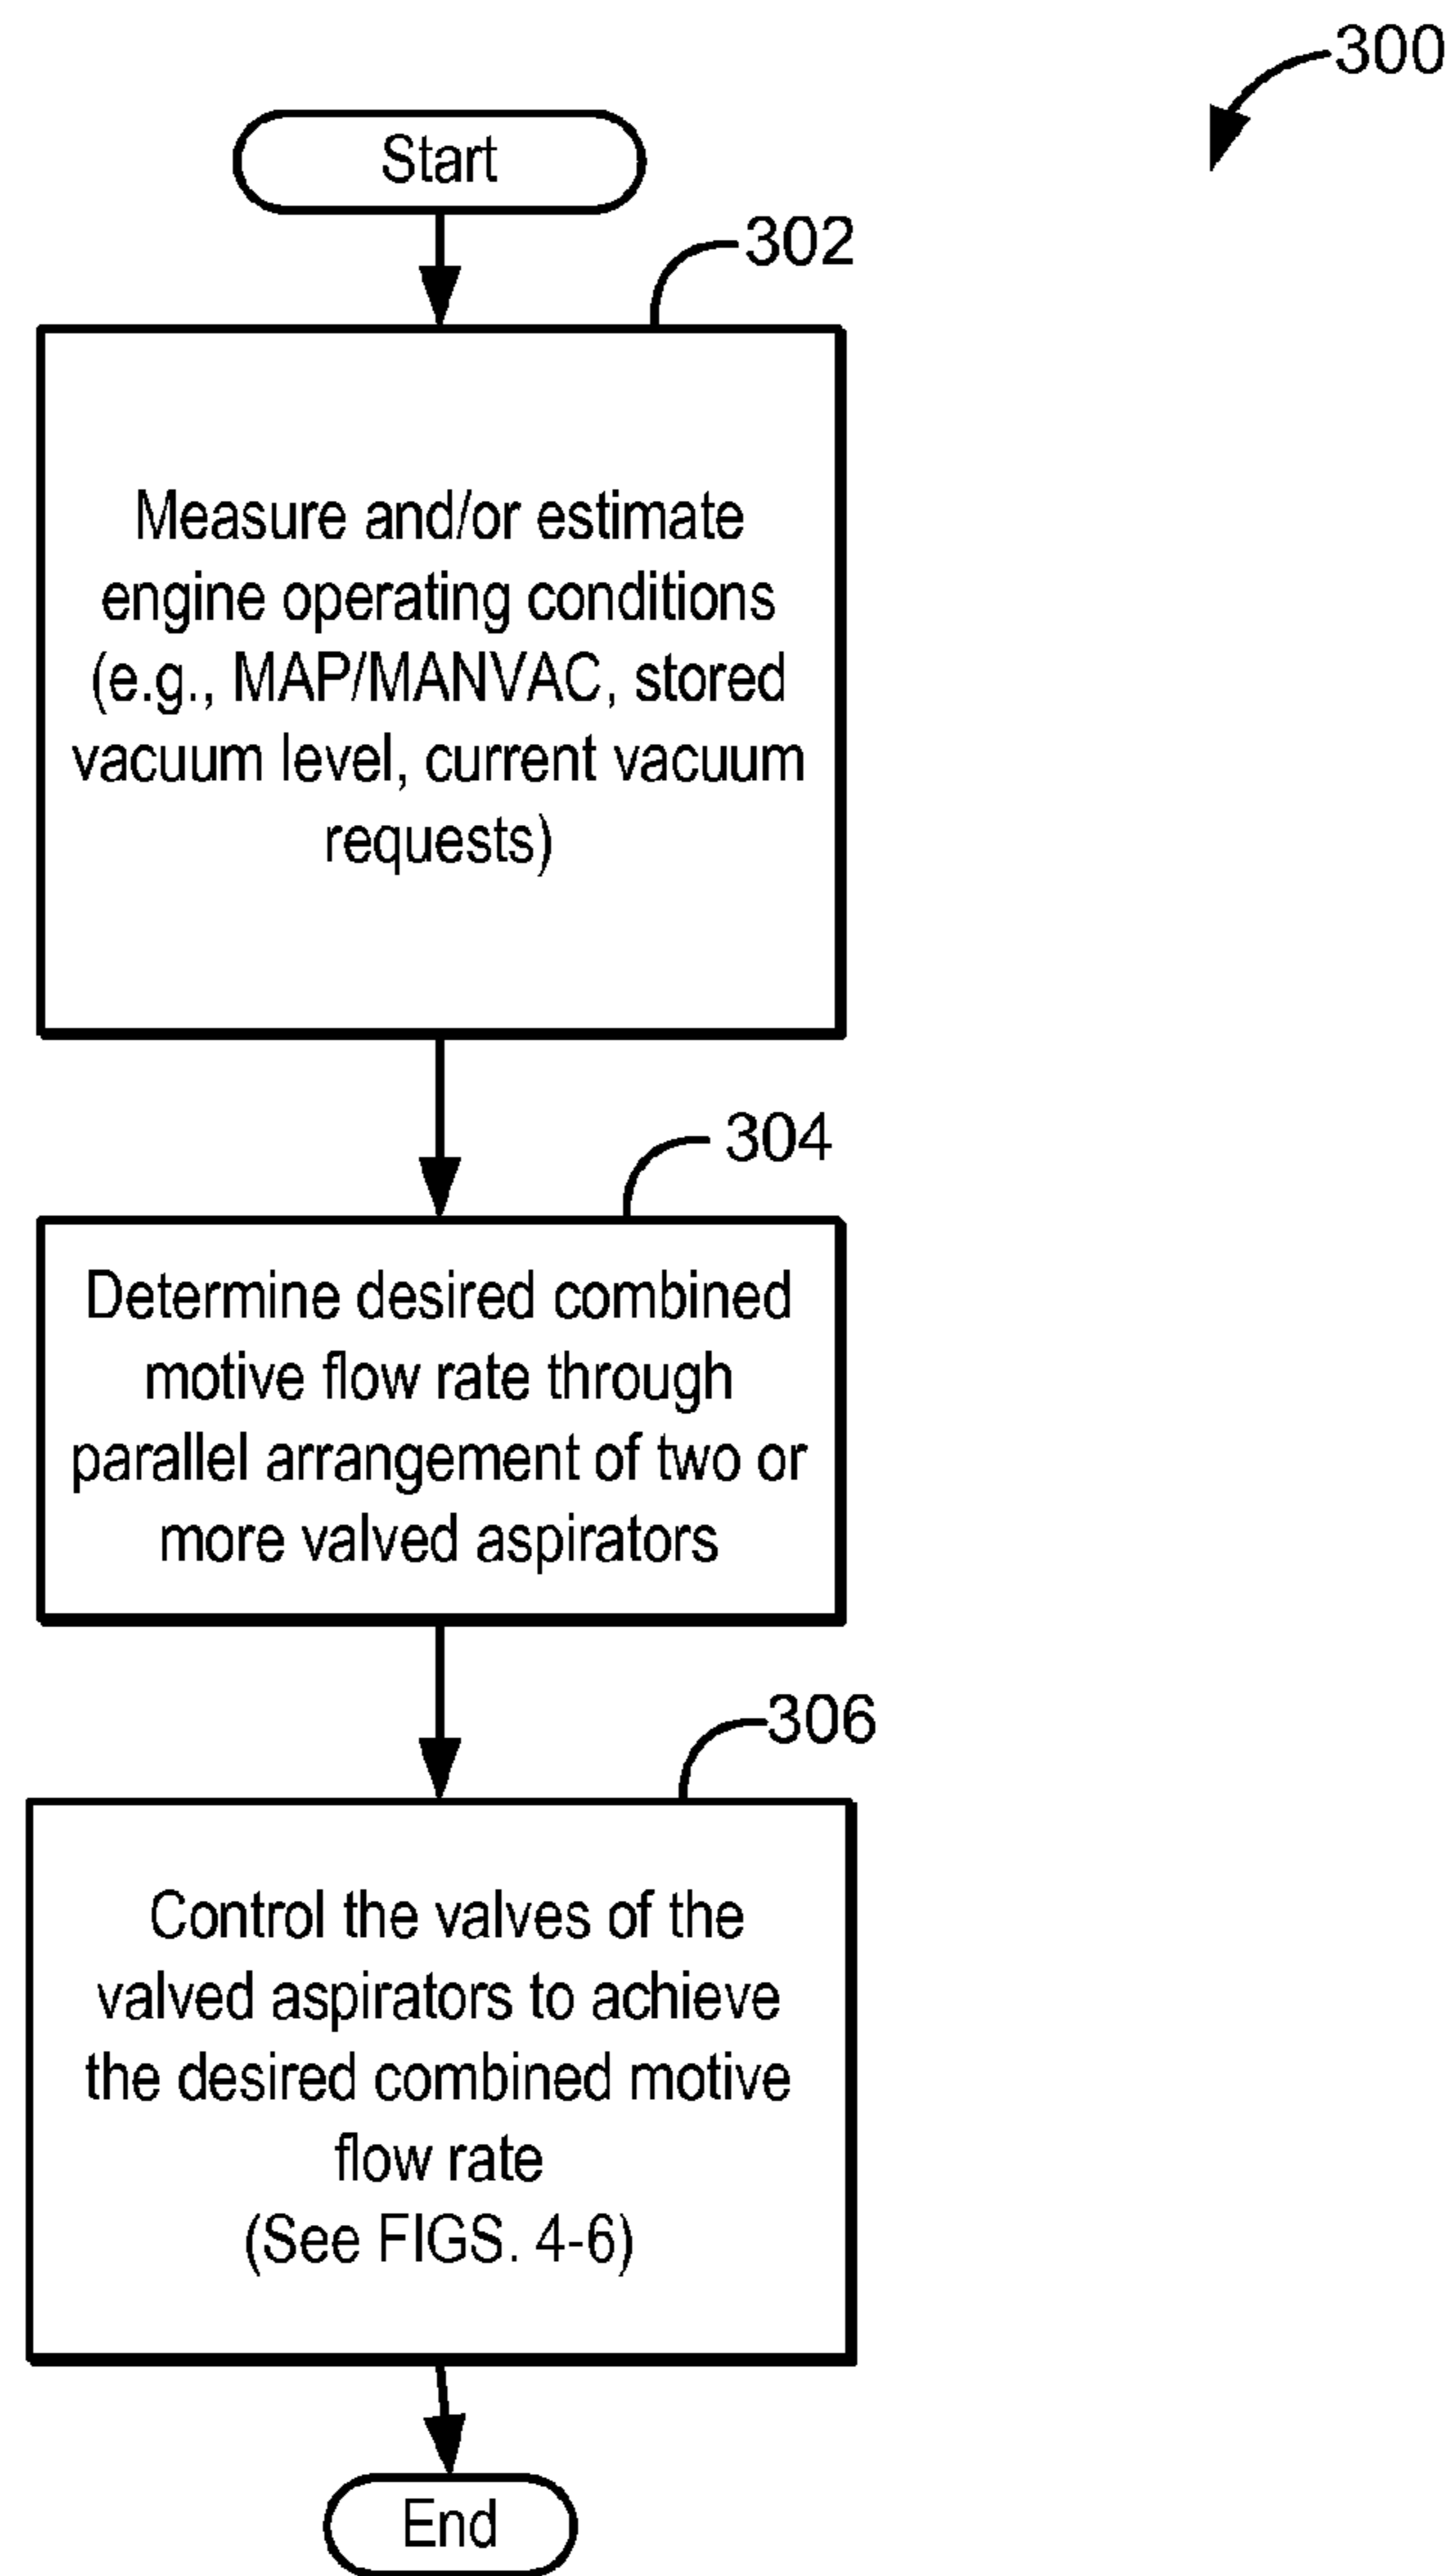 300
Start
302
Measure and/or estimate
engine operating conditions
(e.g., MAP/MANVAC, stored
vacuum level, current vacuum
requests)
304
Determine desired combined
motive flow rate through
parallel arrangement of two or
more valved aspirators
306
Control the valves of the
valved aspirators to achieve
the desired combined motive
flow rate
(See FIGS. 4-6)
End